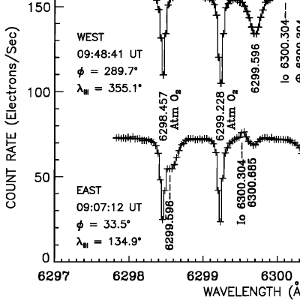 150
100
50
0
COUNT RATE (Electrons/Sec)
WEST
09:48:41 UT
ϕ = 289.7°
λIII = 355.1°
6298.457
Atm O2
6299.228
Atm O2
6299.596
Io 6300.304
EAST
09:07:12 UT
ϕ = 33.5°
λIII = 134.9°
6299.596
Io 6300.304
6300.885
6297
6298
6299
6300
WAVELENGTH (Å